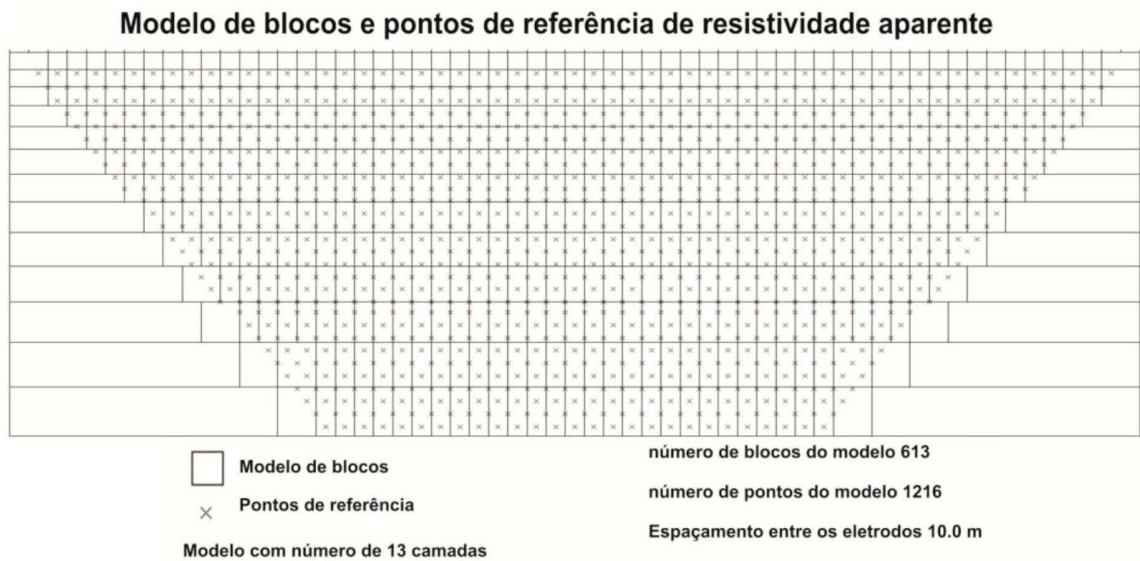 Modelo de blocos e pontos de referência de resistividade aparente
Modelo de blocos
Pontos de referência
Modelo com número de 13 camadas
número de blocos do modelo 613
número de pontos do modelo 1216
Espaçamento entre os eletrodos 10.0 m